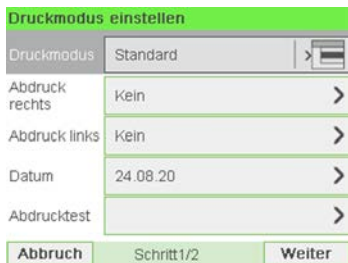 Druckmodus einstellen
Druckmodus Standard
Abdruck
rechts
Kein
Abdruck links Kein
Datum 24.08.20
Abdrucktest
Abbruch Schritt1/2 Weiter